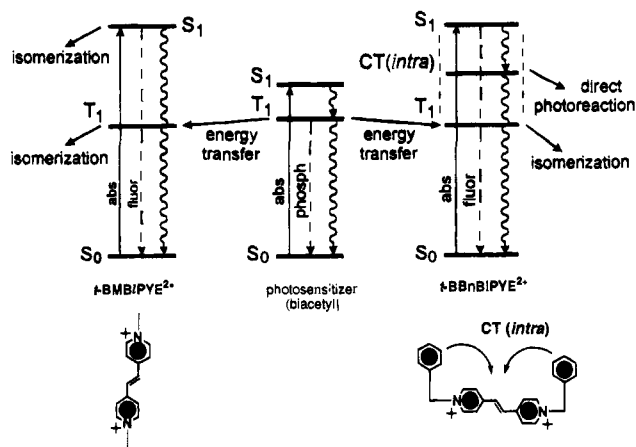 S1
isomerization
T1
isomerization
abs
fluor
S0
t-BMBIPYE2+
S1
T1
energy transfer
energy transfer
abs
phosph
photosensitizer
(biacetyl)
S1
CT(intra)
direct
photoreaction
T1
isomerization
abs
fluor
S0
t-BBnBIPYE2+
+
N
N
+
CT (intra)
N
+
N
+